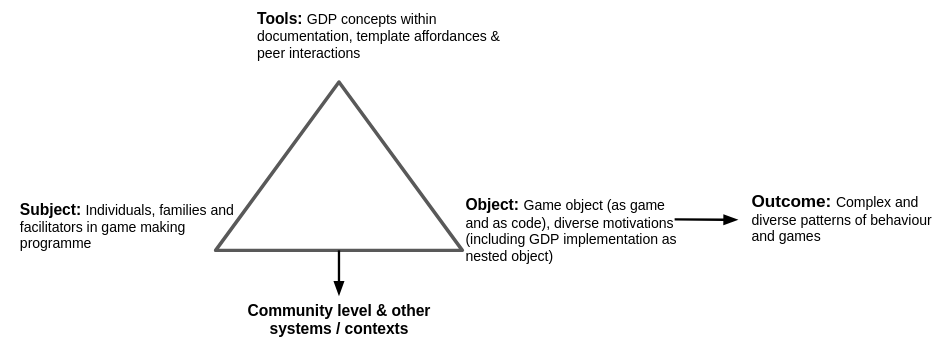 Tools: GDP concepts within
documentation, template affordances &
peer interactions
Subject: Individuals, families and
facilitators in game making
programme
Object: Game object (as game
and as code), diverse motivations
(including GDP implementation as
nested object)
Outcome: Complex and
diverse patterns of behaviour
and games
Community level & other
systems / contexts